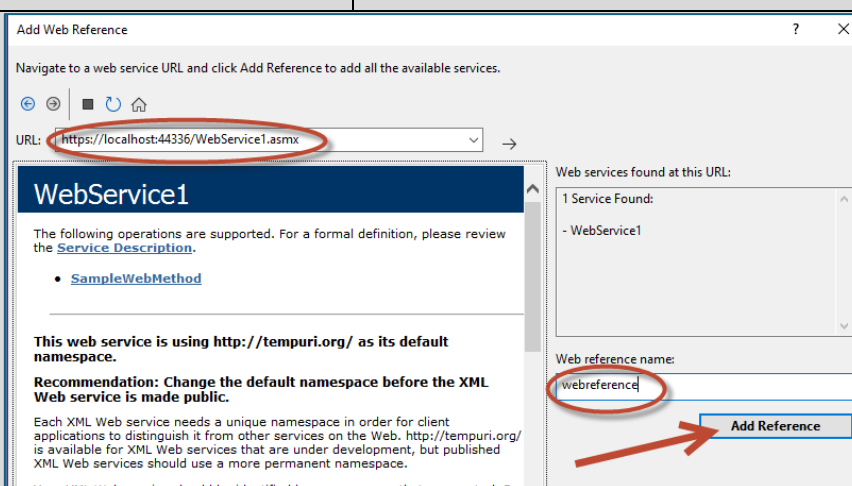 Add Web Reference
?
Navigate to a web service URL and click Add Reference to add all the available services.
URL:
https://localhost:44336/WebService1.asmx
WebService1
The following operations are supported. For a formal definition, please review
the Service Description.
SampleWebMethod
This web service is using http://tempuri.org/ as its default
namespace.
Recommendation: Change the default namespace before the XML
Web service is made public.
Each XML Web service needs a unique namespace in order for client
applications to distinguish it from other services on the Web. http://tempuri.org/
is available for XML Web services that are under development, but published
XML Web services should use a more permanent namespace.
Web services found at this URL:
1 Service Found:
- WebService1
Web reference name:
webreference
Add Reference